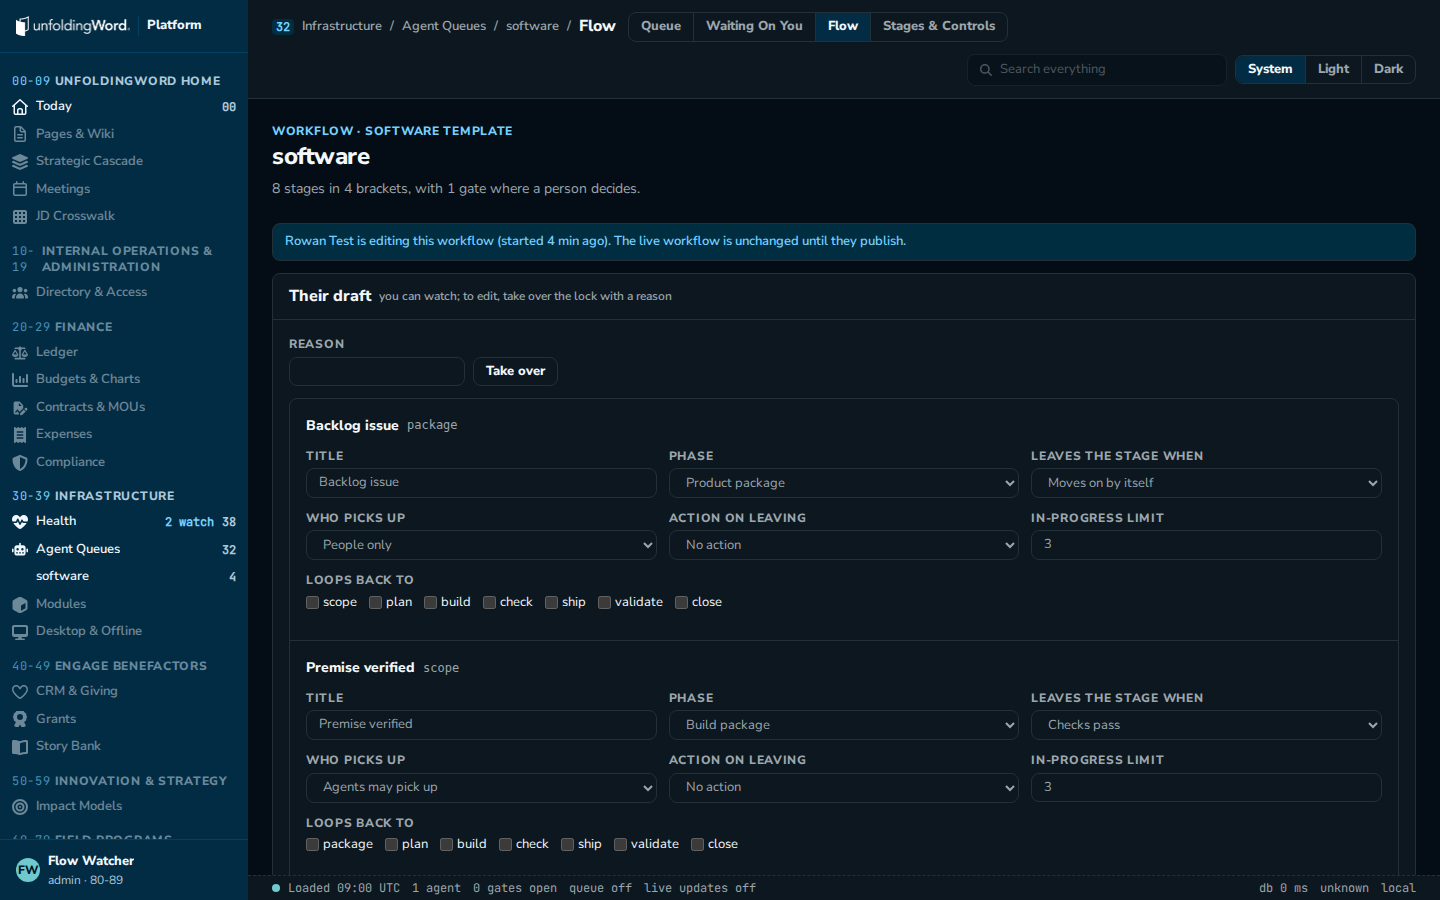 unfoldingWord® Platform
00-09 UNFOLDINGWORD HOME
Today 00
Pages & Wiki
Strategic Cascade
Meetings
JD Crosswalk
10-19 INTERNAL OPERATIONS & ADMINISTRATION
Directory & Access
20-29 FINANCE
Ledger
Budgets & Charts
Contracts & MOUs
Expenses
Compliance
30-39 INFRASTRUCTURE
Health 2 watch 38
Agent Queues 32
software 4
Modules
Desktop & Offline
40-49 ENGAGE BENEFACTORS
CRM & Giving
Grants
Story Bank
50-59 INNOVATION & STRATEGY
Impact Models
FW Flow Watcher
admin · 80-89
32 Infrastructure / Agent Queues / software / Flow
Queue Waiting On You Flow Stages & Controls
Search everything
System Light Dark
WORKFLOW · SOFTWARE TEMPLATE
software
8 stages in 4 brackets, with 1 gate where a person decides.
Rowan Test is editing this workflow (started 4 min ago). The live workflow is unchanged until they publish.
Their draft you can watch; to edit, take over the lock with a reason
REASON
Take over
Backlog issue package
TITLE PHASE LEAVES THE STAGE WHEN
Backlog issue Product package Moves on by itself
WHO PICKS UP ACTION ON LEAVING IN-PROGRESS LIMIT
People only No action 3
LOOPS BACK TO
scope plan build check ship validate close
Premise verified scope
TITLE PHASE LEAVES THE STAGE WHEN
Premise verified Build package Checks pass
WHO PICKS UP ACTION ON LEAVING IN-PROGRESS LIMIT
Agents may pick up No action 3
LOOPS BACK TO
package plan build check ship validate close
Loaded 09:00 UTC 1 agent 0 gates open queue off live updates off
db 0 ms unknown local